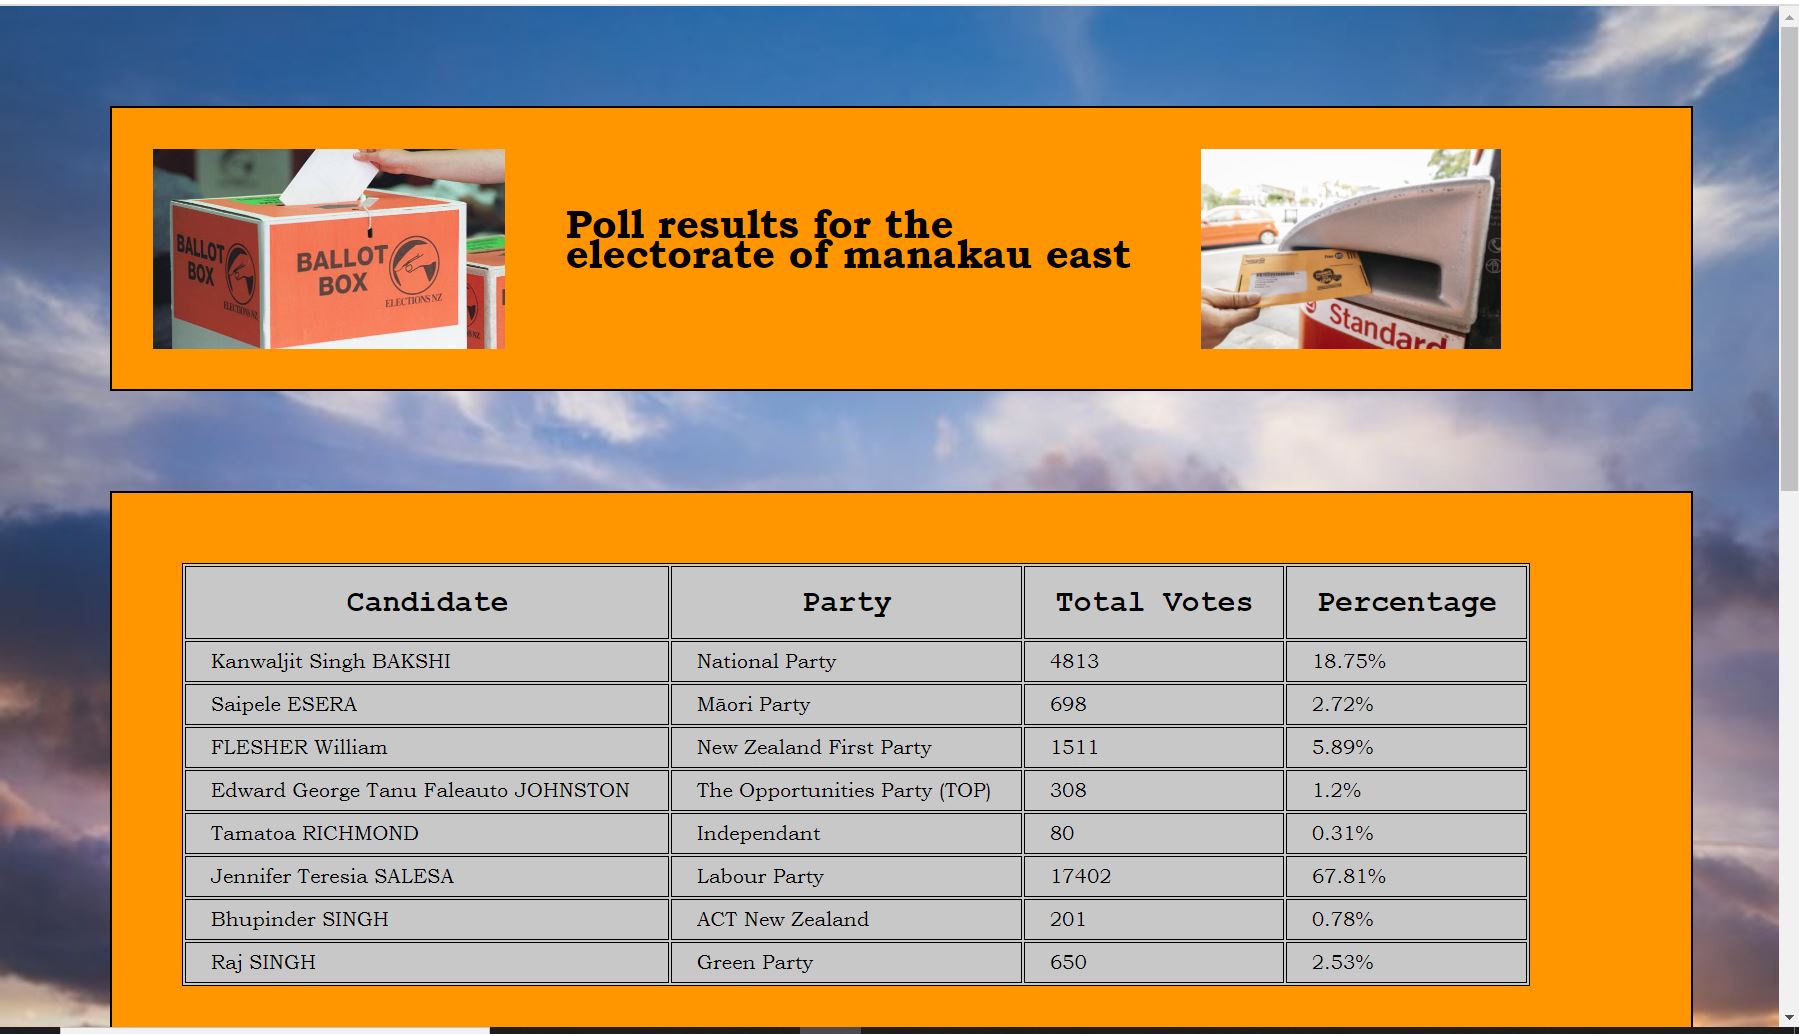 BALLOT BOX
BALLOT BOX
ELECTIONS NZ
Poll results for the
electorate of manakau east
Standard
Candidate Party Total Votes Percentage
Kanwaljit Singh BAKSHI National Party 4813 18.75%
Saipele ESERA Māori Party 698 2.72%
FLESHER William New Zealand First Party 1511 5.89%
Edward George Tanu Faleauto JOHNSTON The Opportunities Party (TOP) 308 1.2%
Tamatoa RICHMOND Independant 80 0.31%
Jennifer Teresia SALESA Labour Party 17402 67.81%
Bhupinder SINGH ACT New Zealand 201 0.78%
Raj SINGH Green Party 650 2.53%